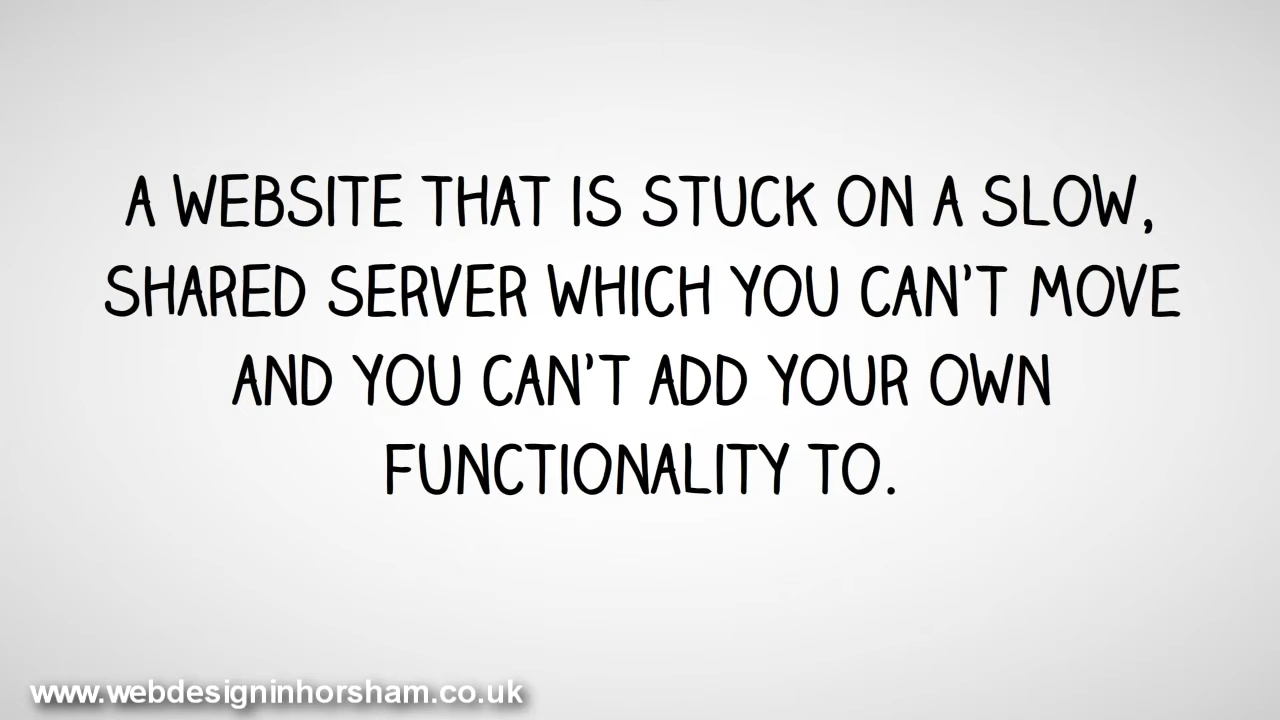 A WEBSITE THAT IS STUCK ON A SLOW,
SHARED SERVER WHICH YOU CAN'T MOVE
AND YOU CAN'T ADD YOUR OWN
FUNCTIONALITY TO.
www.webdesigninhorsham.co.uk